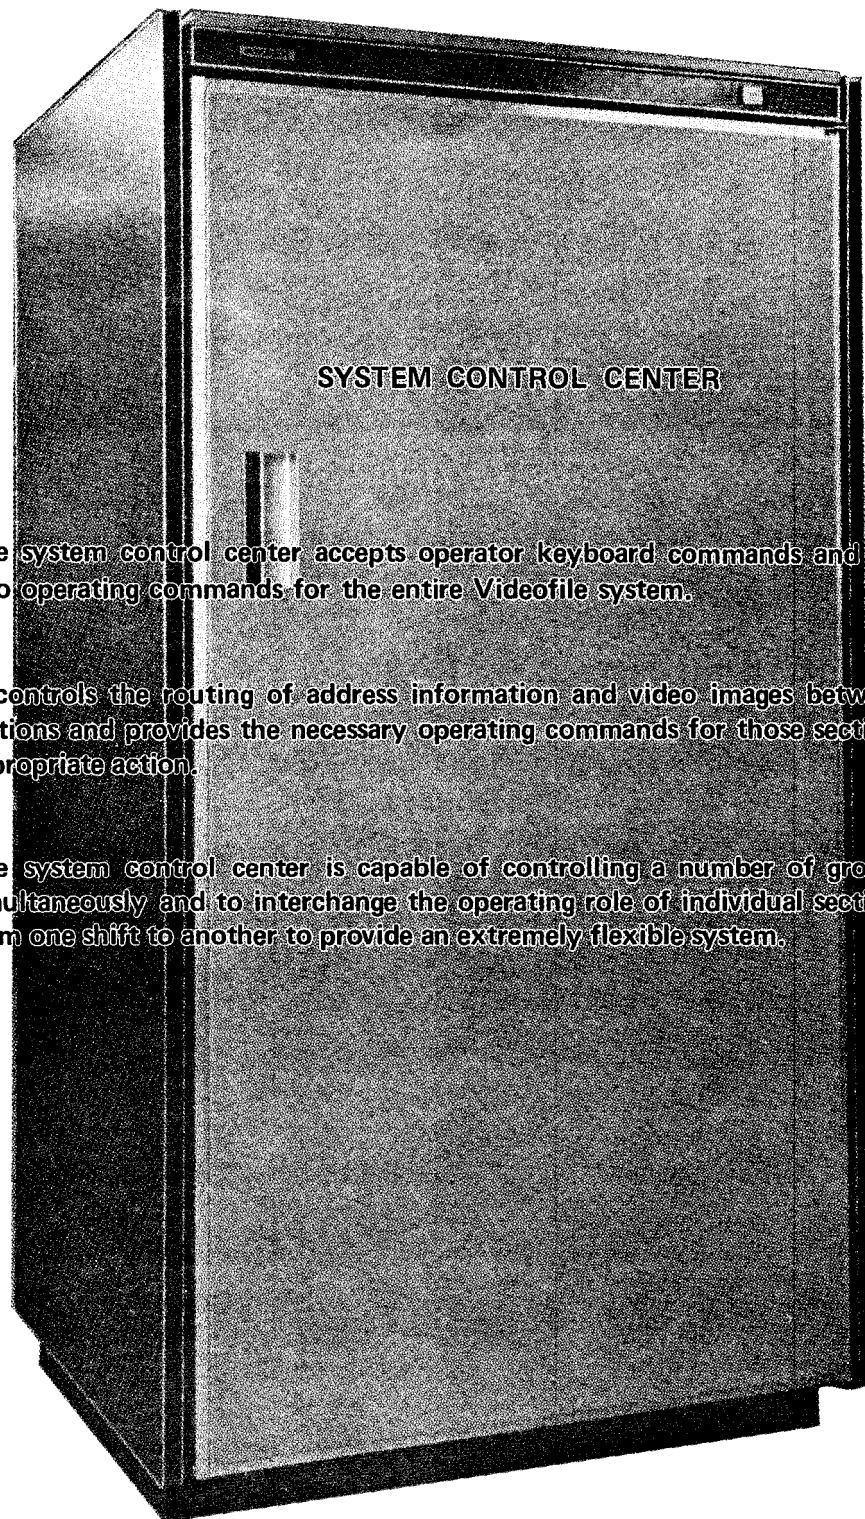 SYSTEM CONTROL CENTER
e system control center accepts operator keyboard commands and
o operating commands for the entire Videofile system.
controls the routing of address information and video images betw
tions and provides the necessary operating commands for those secti
propriate action.
e system control center is capable of controlling a number of gro
ultaneously and to interchange the operating role of individual secti
m one shift to another to provide an extremely flexible system.